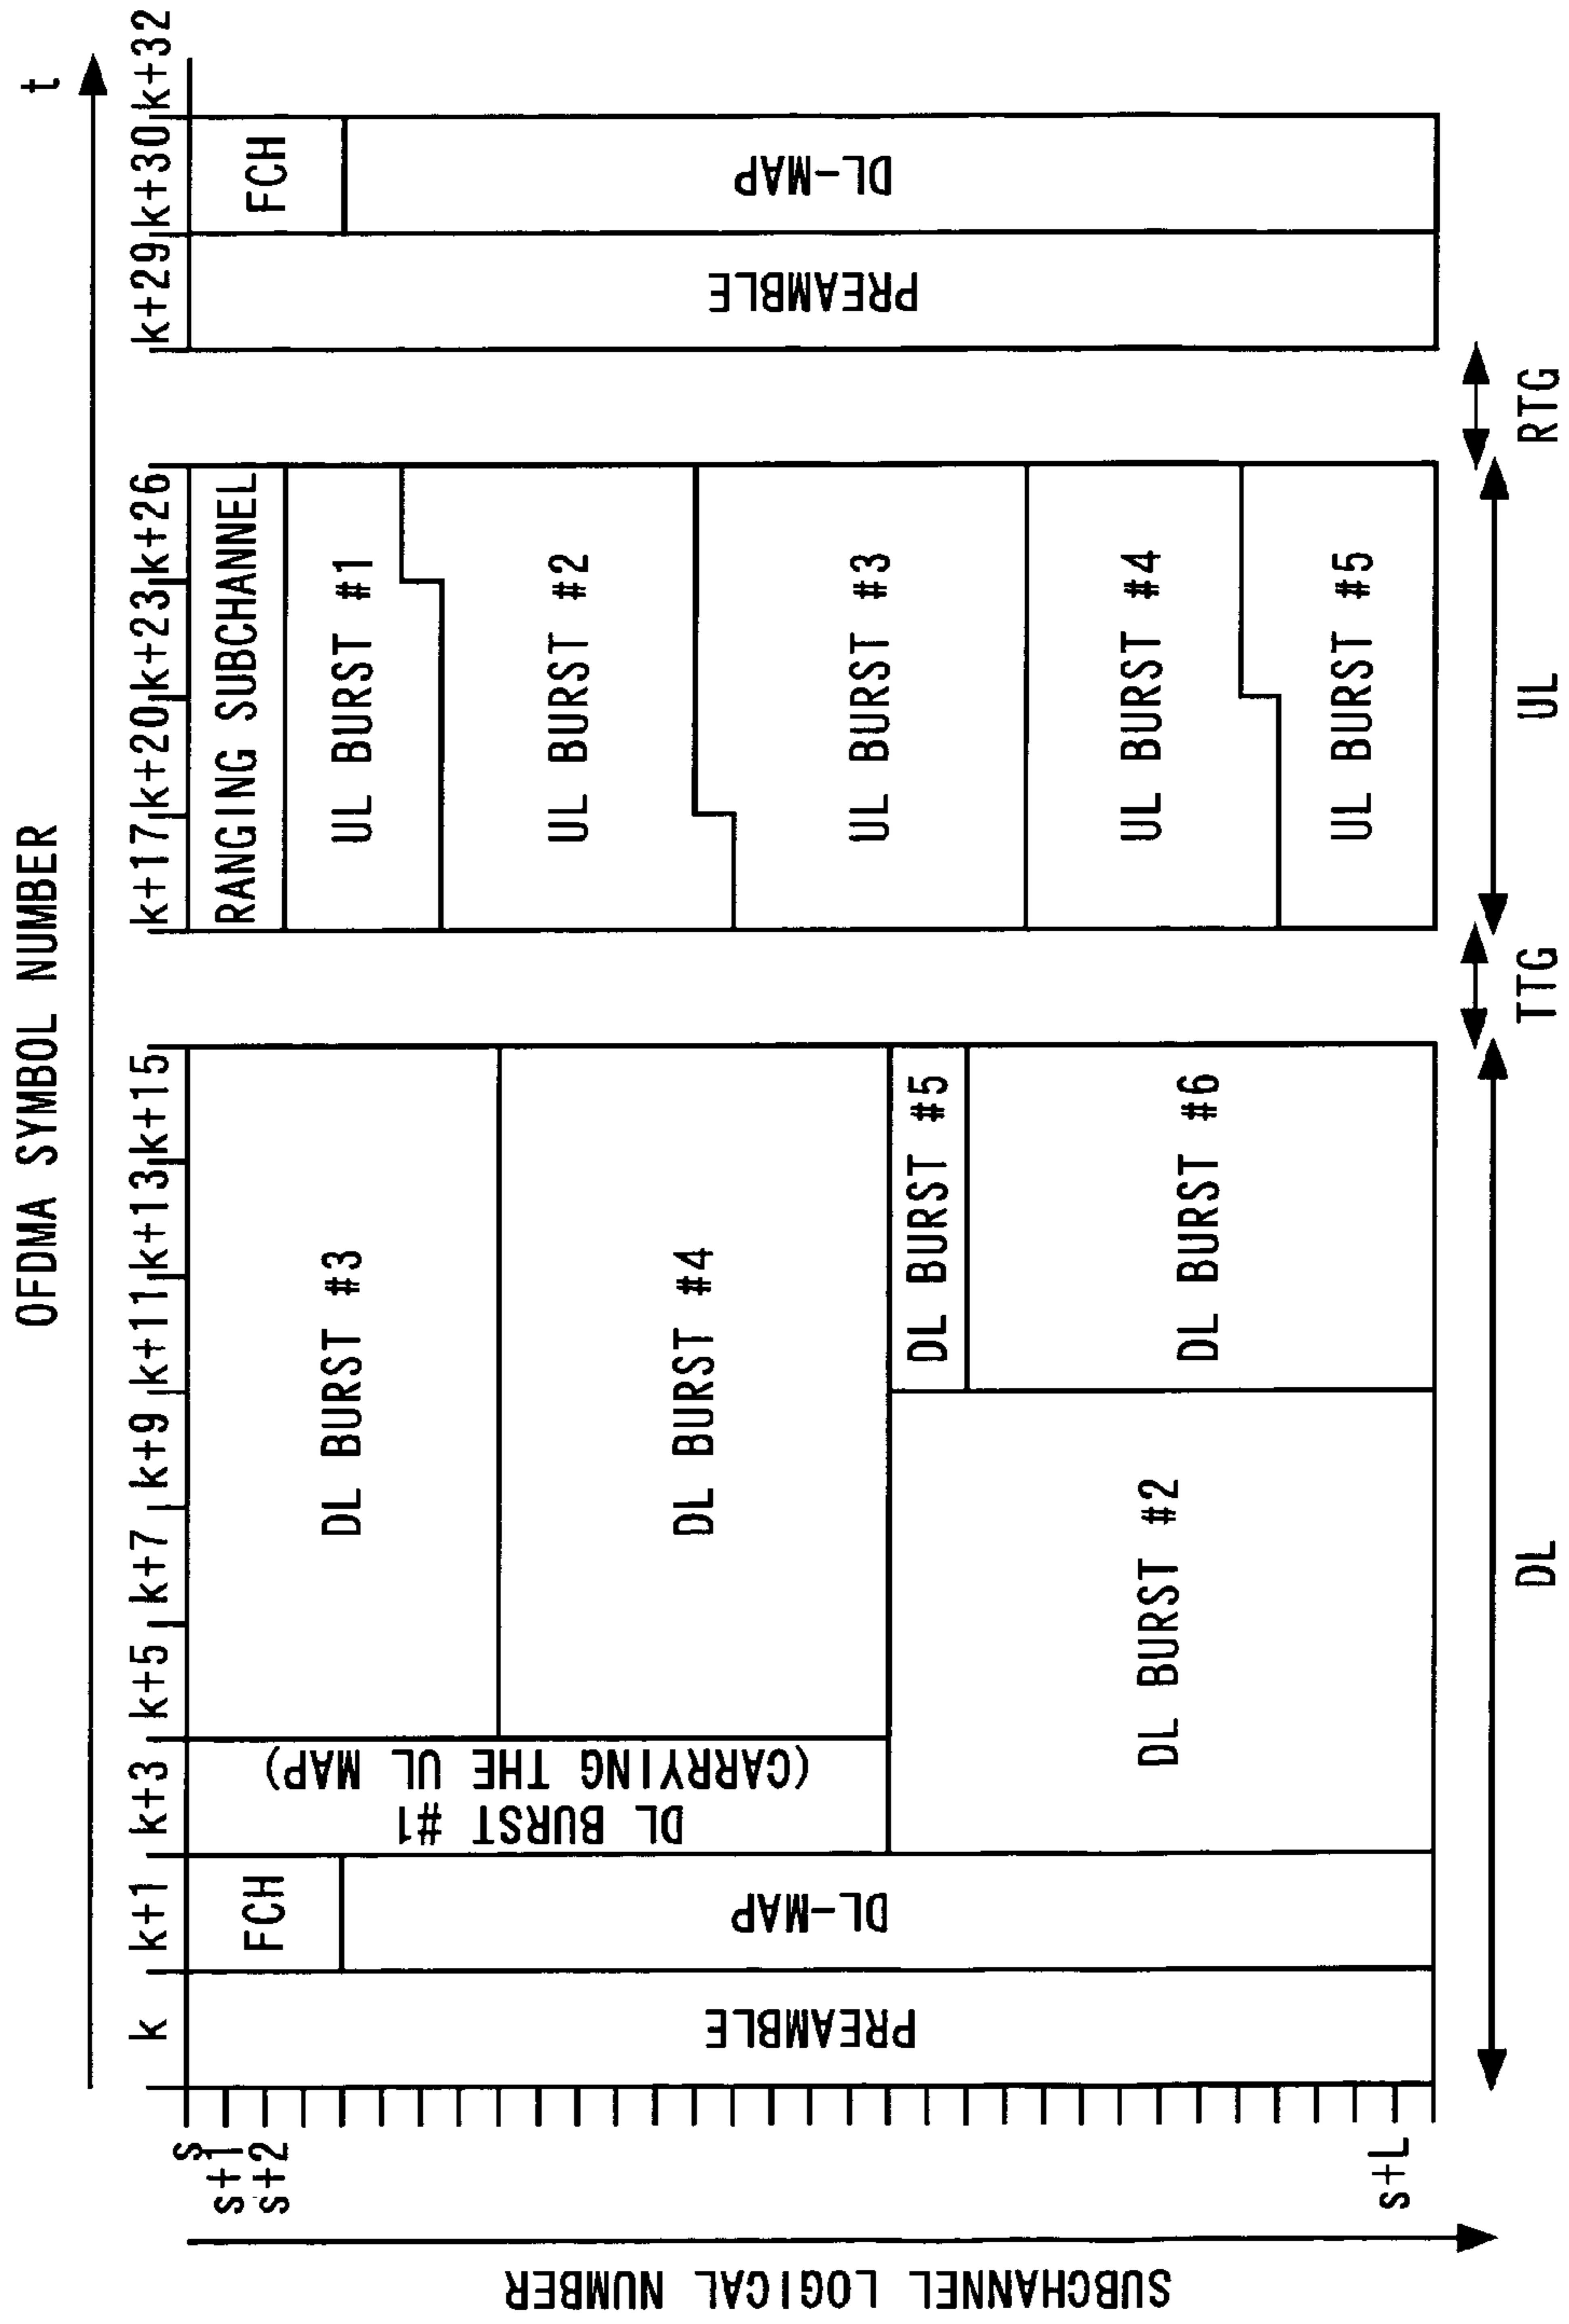 OFDMA SYMBOL NUMBER
t
k
k+1
k+3
k+5
k+7
k+9
k+11
k+13
k+15
k+17
k+20
k+23
k+26
k+29
k+30
k+32
SUBCHANNEL LOGICAL NUMBER
s
s+1
s+2
s+L
PREAMBLE
FCH
DL-MAP
DL BURST #1
(CARRYING THE UL MAP)
DL BURST #2
DL BURST #3
DL BURST #4
DL BURST #5
DL BURST #6
RANGING SUBCHANNEL
UL BURST #1
UL BURST #2
UL BURST #3
UL BURST #4
UL BURST #5
PREAMBLE
FCH
DL-MAP
DL
TTG
UL
RTG